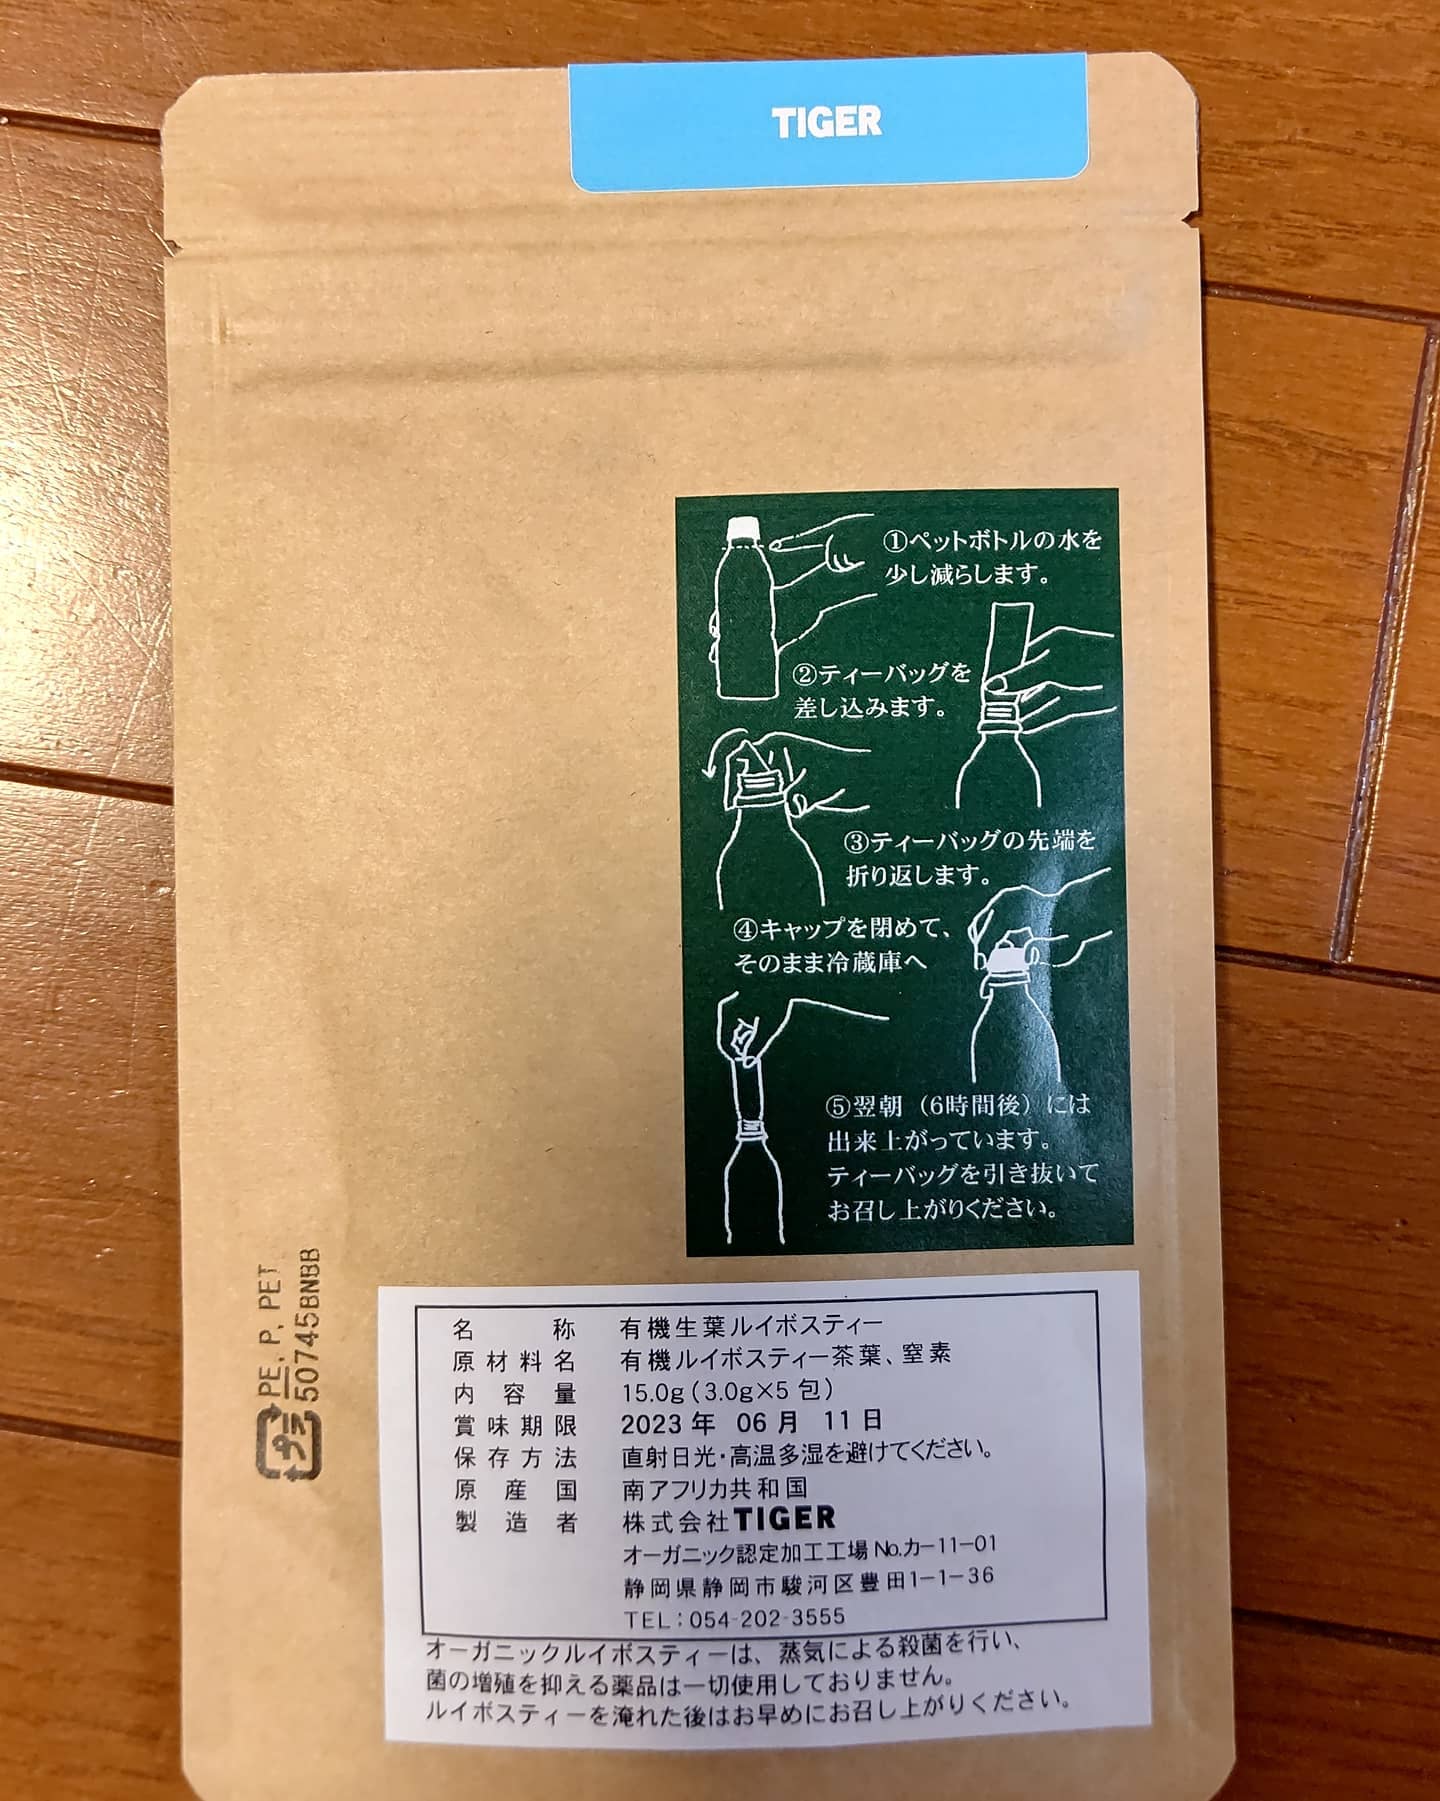 TIGER
①ペットボトルの水を
少し減らします。
②ティーバッグを
差し込みます。
③ティーバッグの先端を
折り返します。
④キャップを閉めて、
そのまま冷蔵庫へ
⑤翌朝（6時間後）には
出来上がっています。
ティーバッグを引き抜いて
お召し上がりください。
プラ PE, P, PET
50745BNBB
名称 有機生葉ルイボスティー
原材料名 有機ルイボスティー茶葉、窒素
内容量 15.0g(3.0g×5包)
賞味期限 2023年 06月 11日
保存方法 直射日光・高温多湿を避けてください。
原産国 南アフリカ共和国
製造者 株式会社TIGER
オーガニック認定加工工場No.カー11ー01
静岡県静岡市駿河区豊田1ー1ー36
TEL:054-202-3555
オーガニックルイボスティーは、蒸気による殺菌を行い、
菌の増殖を抑える薬品は一切使用しておりません。
ルイボスティーを淹れた後はお早めにお召し上がりください。